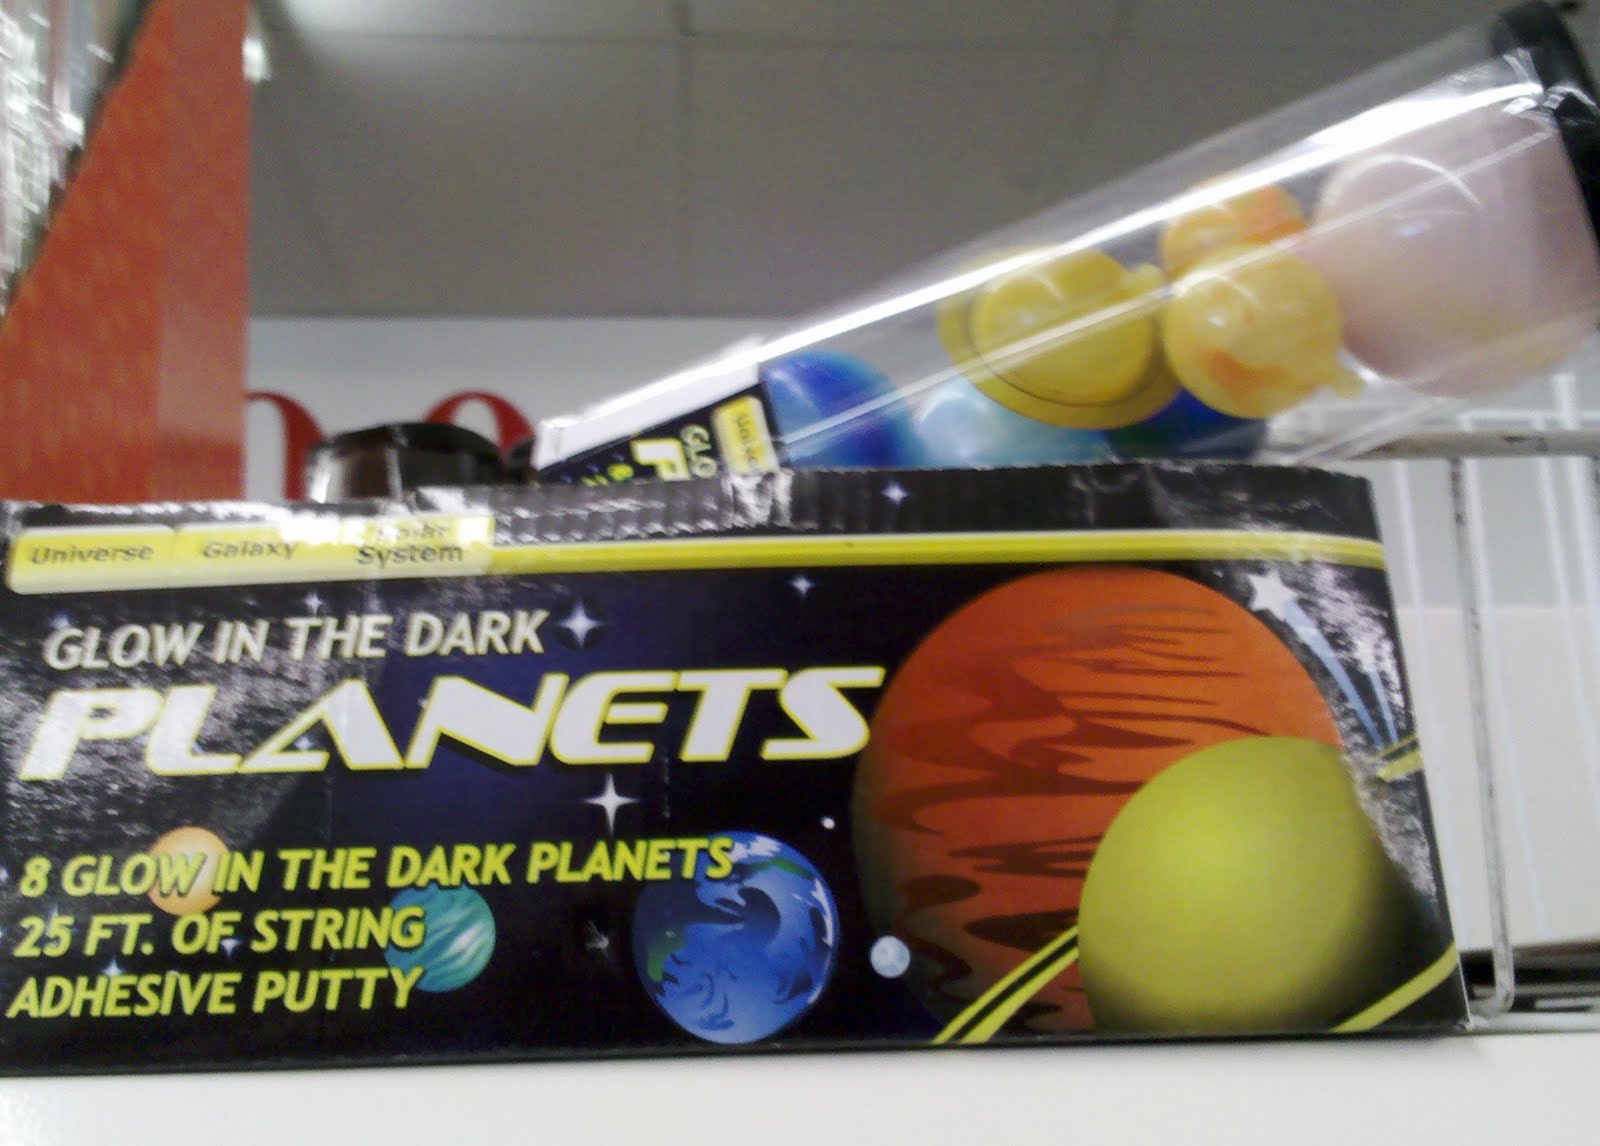 Universe Galaxy Solar System
GLOW IN THE DARK
PLANETS
8 GLOW IN THE DARK PLANETS
25 FT. OF STRING
ADHESIVE PUTTY